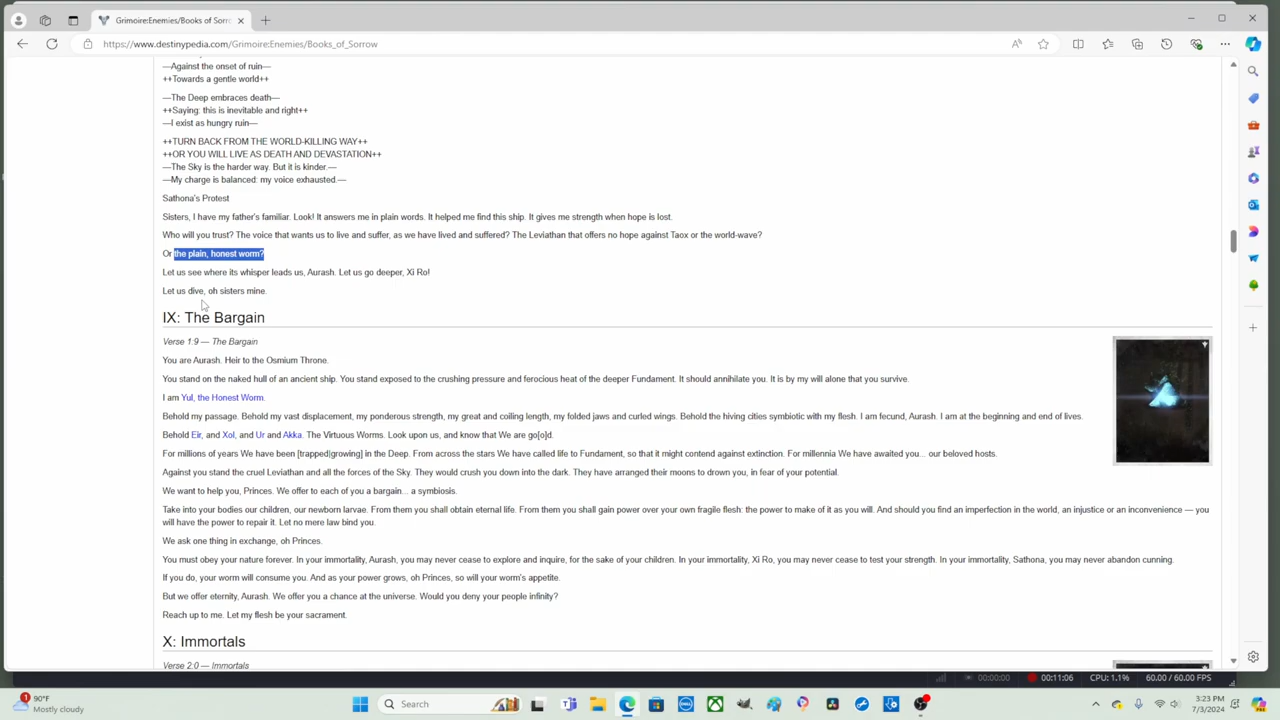 Grimoire:Enemies/Books of Sorro
https://www.destinypedia.com/Grimoire:Enemies/Books_of_Sorrow
—Against the onset of ruin—
++Towards a gentle world++
—The Deep embraces death—
++Saying: this is inevitable and right++
—I exist as hungry ruin—
++TURN BACK FROM THE WORLD-KILLING WAY++
++OR YOU WILL LIVE AS DEATH AND DEVASTATION++
—The Sky is the harder way. But it is kinder.—
—My charge is balanced: my voice exhausted.—
Sathona's Protest
Sisters, I have my father's familiar. Look! It answers me in plain words. It helped me find this ship. It gives me strength when hope is lost.
Who will you trust? The voice that wants us to live and suffer, as we have lived and suffered? The Leviathan that offers no hope against Taox or the world-wave?
Or the plain, honest worm?
Let us see where its whisper leads us, Aurash. Let us go deeper, Xi Ro!
Let us dive, oh sisters mine.
IX: The Bargain
Verse 1:9 — The Bargain
You are Aurash. Heir to the Osmium Throne.
You stand on the naked hull of an ancient ship. You stand exposed to the crushing pressure and ferocious heat of the deeper Fundament. It should annihilate you. It is by my will alone that you survive.
I am Yul, the Honest Worm.
Behold my passage. Behold my vast displacement, my ponderous strength, my great and coiling length, my folded jaws and curled wings. Behold the hiving cities symbiotic with my flesh. I am fecund, Aurash. I am at the beginning and end of lives.
Behold Eir, and Xol, and Ur and Akka. The Virtuous Worms. Look upon us, and know that We are go[o]d.
For millions of years We have been [trapped|growing] in the Deep. From across the stars We have called life to Fundament, so that it might contend against extinction. For millennia We have awaited you... our beloved hosts.
Against you stand the cruel Leviathan and all the forces of the Sky. They would crush you down into the dark. They have arranged their moons to drown you, in fear of your potential.
We want to help you, Princes. We offer to each of you a bargain... a symbiosis.
Take into your bodies our children, our newborn larvae. From them you shall obtain eternal life. From them you shall gain power over your own fragile flesh: the power to make of it as you will. And should you find an imperfection in the world, an injustice or an inconvenience — you
will have the power to repair it. Let no mere law bind you.
We ask one thing in exchange, oh Princes.
You must obey your nature forever. In your immortality, Aurash, you may never cease to explore and inquire, for the sake of your children. In your immortality, Xi Ro, you may never cease to test your strength. In your immortality, Sathona, you may never abandon cunning.
If you do, your worm will consume you. And as your power grows, oh Princes, so will your worm's appetite.
But we offer eternity, Aurash. We offer you a chance at the universe. Would you deny your people infinity?
Reach up to me. Let my flesh be your sacrament.
X: Immortals
Verse 2:0 — Immortals
00:00:00
00:11:06
CPU: 1.1%
60.00 / 60.00 FPS
1
90°F
Mostly cloudy
Search
3:23 PM
7/3/2024